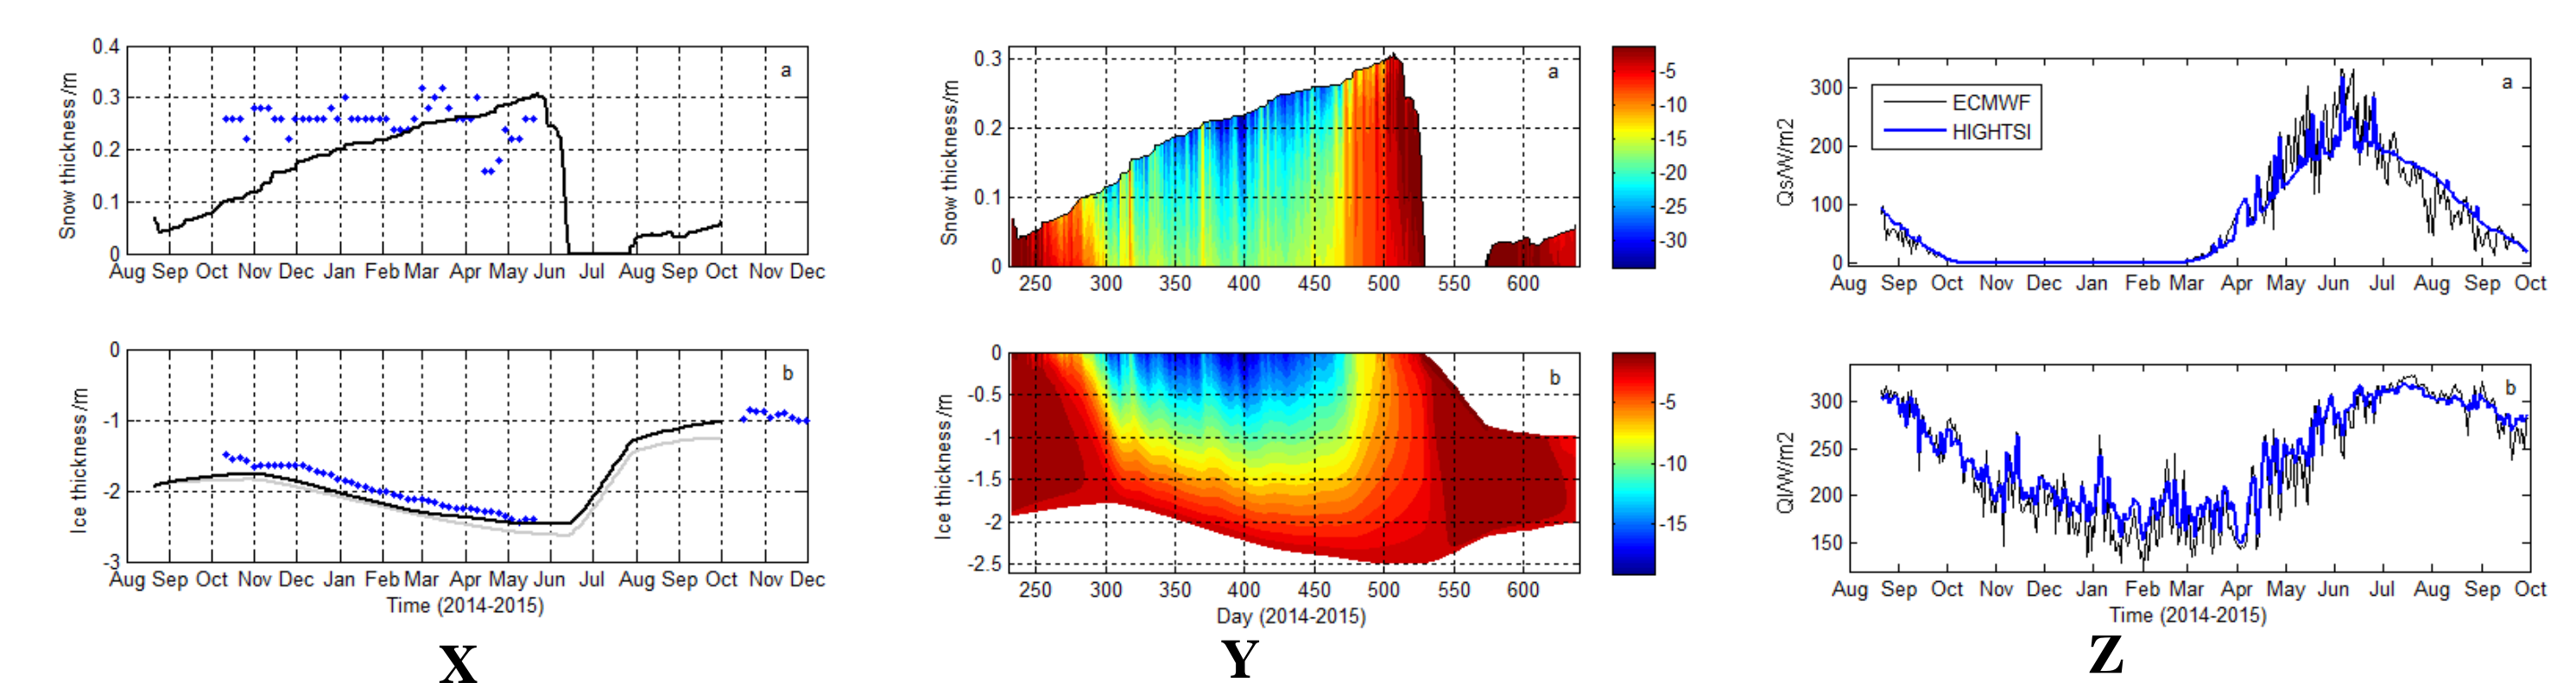 0.4
0.3
0.2
0.1
0
Snow thickness/m
a
Aug Sep Oct Nov Dec Jan Feb Mar Apr May Jun Jul Aug Sep Oct Nov Dec
0
-1
-2
-3
Ice thickness/m
b
Aug Sep Oct Nov Dec Jan Feb Mar Apr May Jun Jul Aug Sep Oct Nov Dec
Time (2014-2015)
X
0.3
0.2
0.1
0
Snow thickness/m
a
250 300 350 400 450 500 550 600
-5
-10
-15
-20
-25
-30
0
-0.5
-1
-1.5
-2
-2.5
Ice thickness/m
b
250 300 350 400 450 500 550 600
Day (2014-2015)
-5
-10
-15
Y
300
200
100
0
Qs/W/m2
ECMWF
HIGHTSI
a
Aug Sep Oct Nov Dec Jan Feb Mar Apr May Jun Jul Aug Sep Oct
300
250
200
150
Ql/W/m2
b
Aug Sep Oct Nov Dec Jan Feb Mar Apr May Jun Jul Aug Sep Oct
Time (2014-2015)
Z